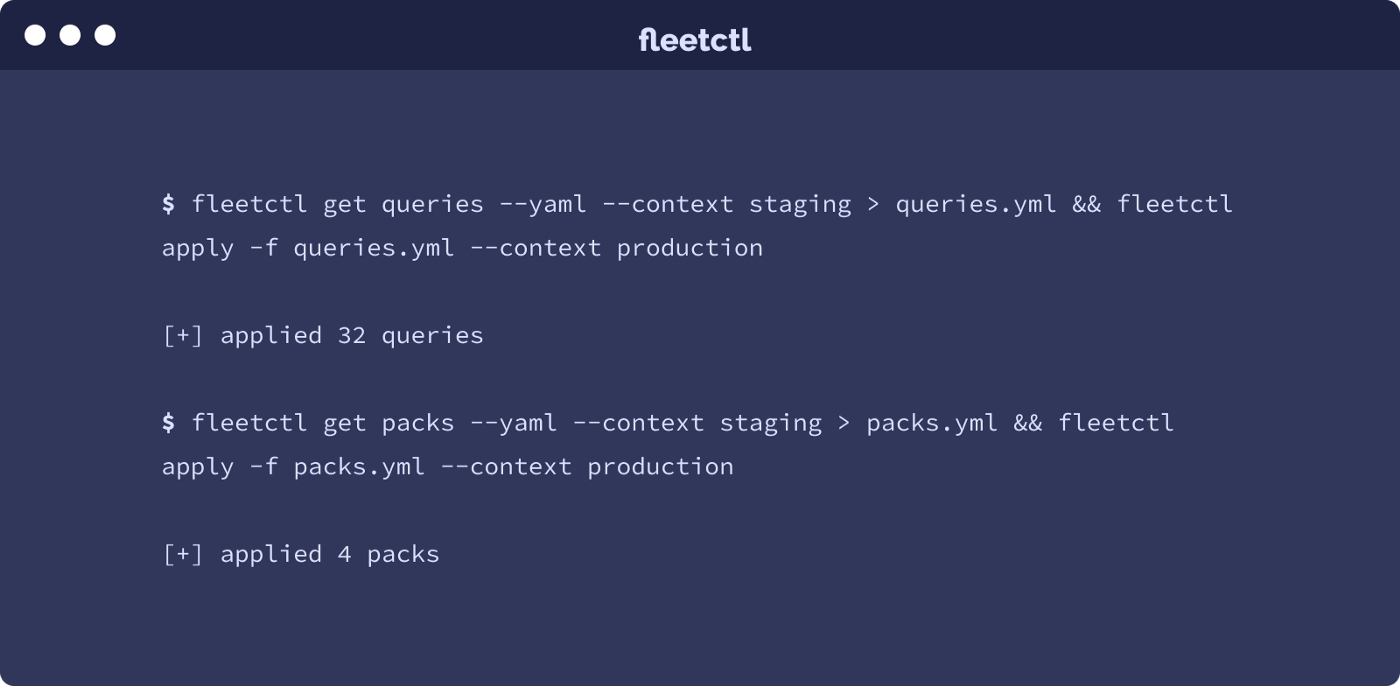 fleetctl
$ fleetctl get queries --yaml --context staging > queries.yml && fleetctl
apply -f queries.yml --context production
[+] applied 32 queries
$ fleetctl get packs --yaml --context staging > packs.yml && fleetctl
apply -f packs.yml --context production
[+] applied 4 packs